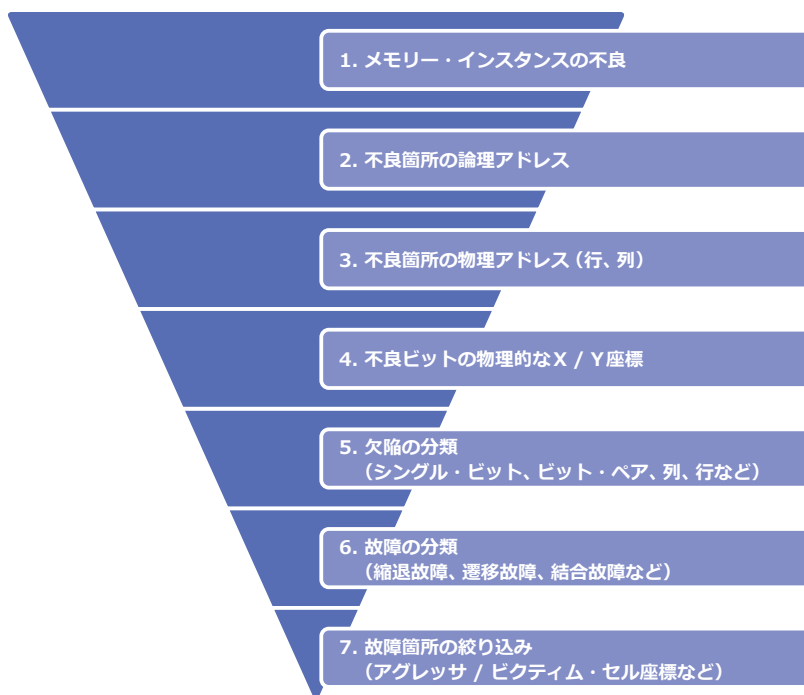 1. メモリー・インスタンスの不良
2. 不良箇所の論理アドレス
3. 不良箇所の物理アドレス（行、列）
4. 不良ビットの物理的なX / Y座標
5. 欠陥の分類
（シングル・ビット、ビット・ペア、列、行など）
6. 故障の分類
（縮退故障、遷移故障、結合故障など）
7. 故障箇所の絞り込み
（アグレッサ / ビクティム・セル座標など）